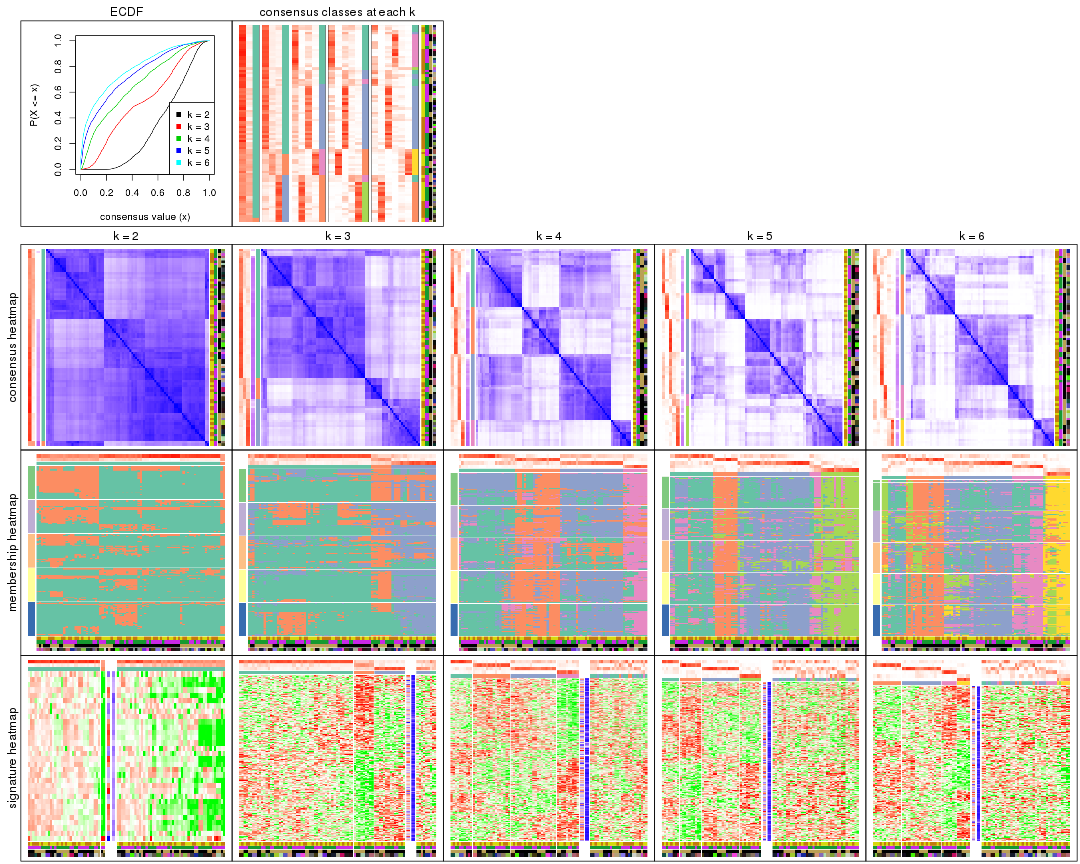 ECDF
consensus classes at each k
P(X <= x)
0.0
0.2
0.4
0.6
0.8
1.0
k = 2
k = 3
k = 4
k = 5
k = 6
0.0 0.2 0.4 0.6 0.8 1.0
consensus value (x)
k = 2
k = 3
k = 4
k = 5
k = 6
consensus heatmap
membership heatmap
signature heatmap